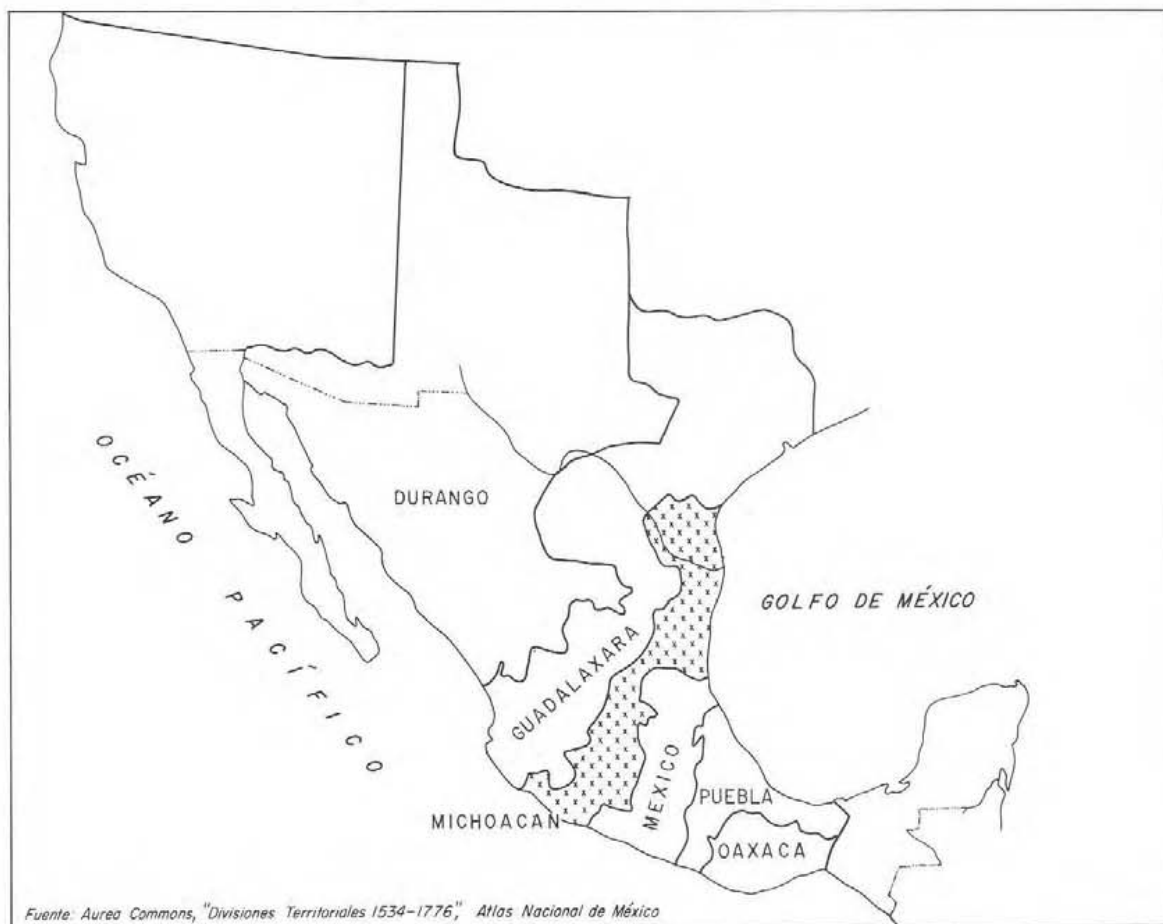 DURANGO
OCÉANO PACÍFICO
GOLFO DE MÉXICO
GUADALAXARA
MEXICO
PUEBLA
MICHOACAN
OAXACA
Fuente: Aurea Commons, "Divisiones Territoriales 1534-1776," Atlas Nacional de México